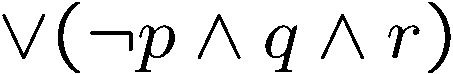 ∨(¬p ∧ q ∧ r)